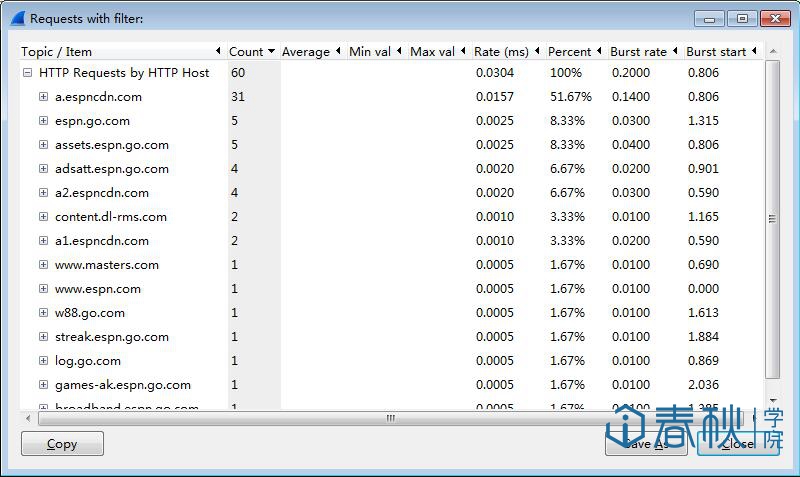 Requests with filter:
Topic / Item Count Average Min val Max val Rate (ms) Percent Burst rate Burst start
HTTP Requests by HTTP Host 60 0.0304 100% 0.2000 0.806
a.espncdn.com 31 0.0157 51.67% 0.1400 0.806
espn.go.com 5 0.0025 8.33% 0.0300 1.315
assets.espn.go.com 5 0.0025 8.33% 0.0400 0.806
adsatt.espn.go.com 4 0.0020 6.67% 0.0200 0.901
a2.espncdn.com 4 0.0020 6.67% 0.0300 0.590
content.dl-rms.com 2 0.0010 3.33% 0.0100 1.165
a1.espncdn.com 2 0.0010 3.33% 0.0200 0.590
www.masters.com 1 0.0005 1.67% 0.0100 0.690
www.espn.com 1 0.0005 1.67% 0.0100 0.000
w88.go.com 1 0.0005 1.67% 0.0100 1.613
streak.espn.go.com 1 0.0005 1.67% 0.0100 1.884
log.go.com 1 0.0005 1.67% 0.0100 0.869
games-ak.espn.go.com 1 0.0005 1.67% 0.0100 2.036
broadband.espn.go.com 1 0.0005 1.67% 0.0100 1.385
春秋学院
Copy Save As Close